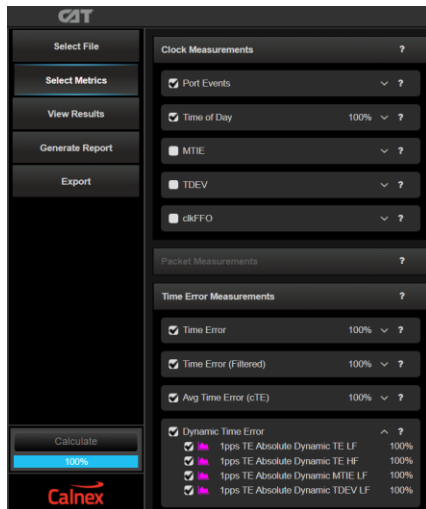 CAT
Select File
Select Metrics
View Results
Generate Report
Export
Clock Measurements ?
Port Events ?
Time of Day 100% ?
MTIE ?
TDEV ?
clkFFO ?
Packet Measurements ?
Time Error Measurements ?
Time Error 100% ?
Time Error (Filtered) 100% ?
Avg Time Error (cTE) 100% ?
Dynamic Time Error ?
1pps TE Absolute Dynamic TE LF 100%
1pps TE Absolute Dynamic TE HF 100%
1pps TE Absolute Dynamic MTIE LF 100%
1pps TE Absolute Dynamic TDEV LF 100%
Calculate
100%
Calnex